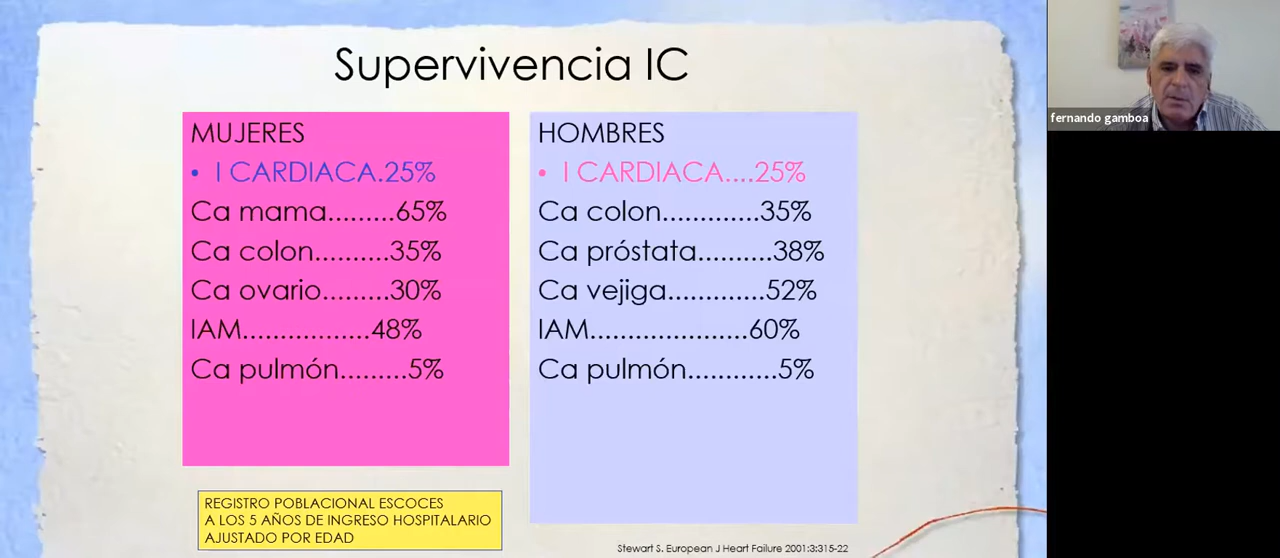 Supervivencia IC
MUJERES
• I CARDIACA.25%
Ca mama.........65%
Ca colon..........35%
Ca ovario.........30%
IAM.................48%
Ca pulmón.........5%
HOMBRES
• I CARDIACA....25%
Ca colon.............35%
Ca próstata..........38%
Ca vejiga.............52%
IAM.....................60%
Ca pulmón............5%
REGISTRO POBLACIONAL ESCOCES
A LOS 5 AÑOS DE INGRESO HOSPITALARIO
AJUSTADO POR EDAD
Stewart S. European J Heart Failure 2001:3:315-22
fernando gamboa